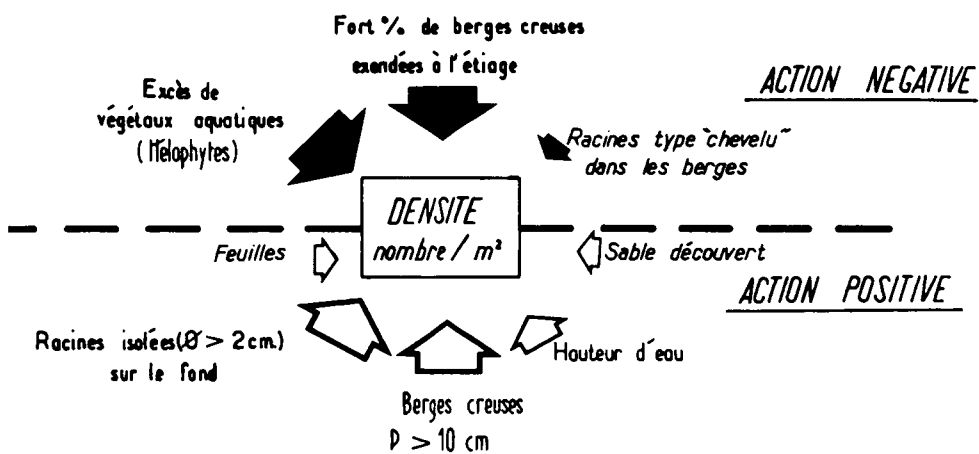 Fort % de berges creuses
exondées à l'étiage
ACTION NEGATIVE
Excès de
végétaux aquatiques
(Hélophytes)
Racines type "chevelu"
dans les berges
DENSITE
nombre / m²
Feuilles
Sable découvert
ACTION POSITIVE
Racines isolées (Ø > 2 cm.)
sur le fond
Hauteur d'eau
Berges creuses
P > 10 cm